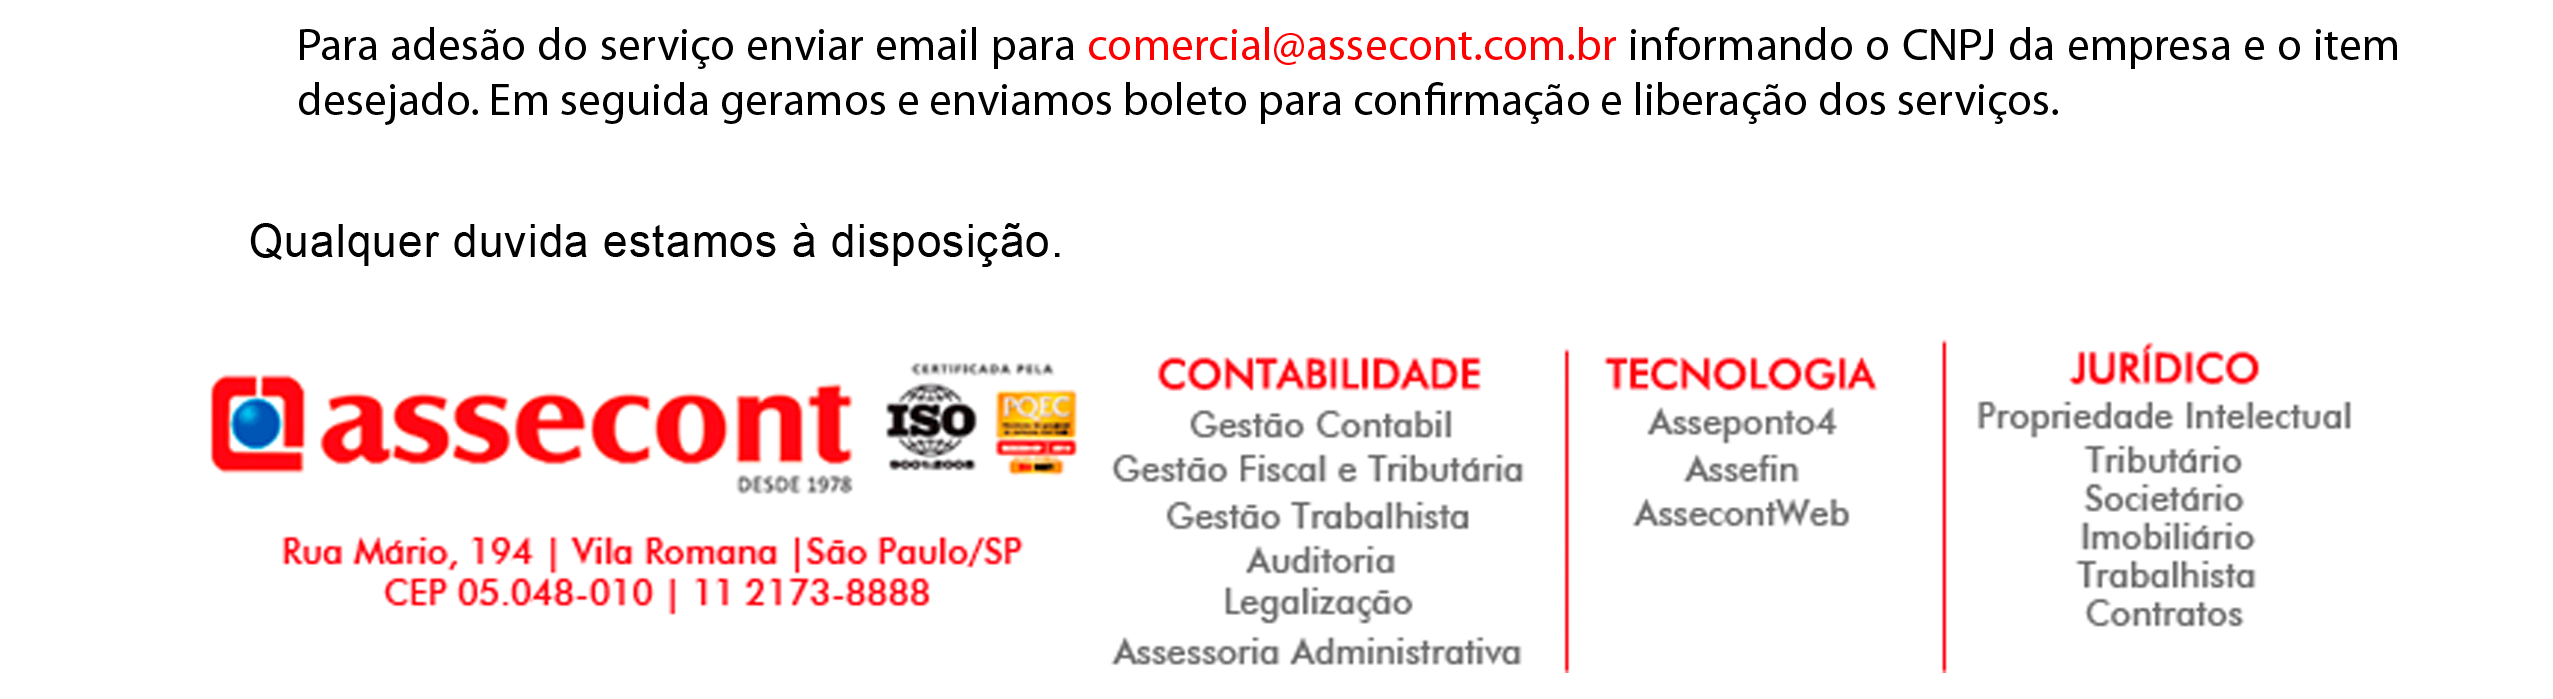 Para adesão do serviço enviar email para comercial@assecont.com.br informando o CNPJ da empresa e o item
desejado. Em seguida geramos e enviamos boleto para confirmação e liberação dos serviços.
Qualquer duvida estamos à disposição.
assecont
DESDE 1978
CERTIFICADA PELA
ISO
9001:2008
PQEC
Rua Mário, 194 | Vila Romana |São Paulo/SP
CEP 05.048-010 | 11 2173-8888
CONTABILIDADE
Gestão Contabil
Gestão Fiscal e Tributária
Gestão Trabalhista
Auditoria
Legalização
Assessoria Administrativa
TECNOLOGIA
Asseponto4
Assefin
AssecontWeb
JURÍDICO
Propriedade Intelectual
Tributário
Societário
Imobiliário
Trabalhista
Contratos